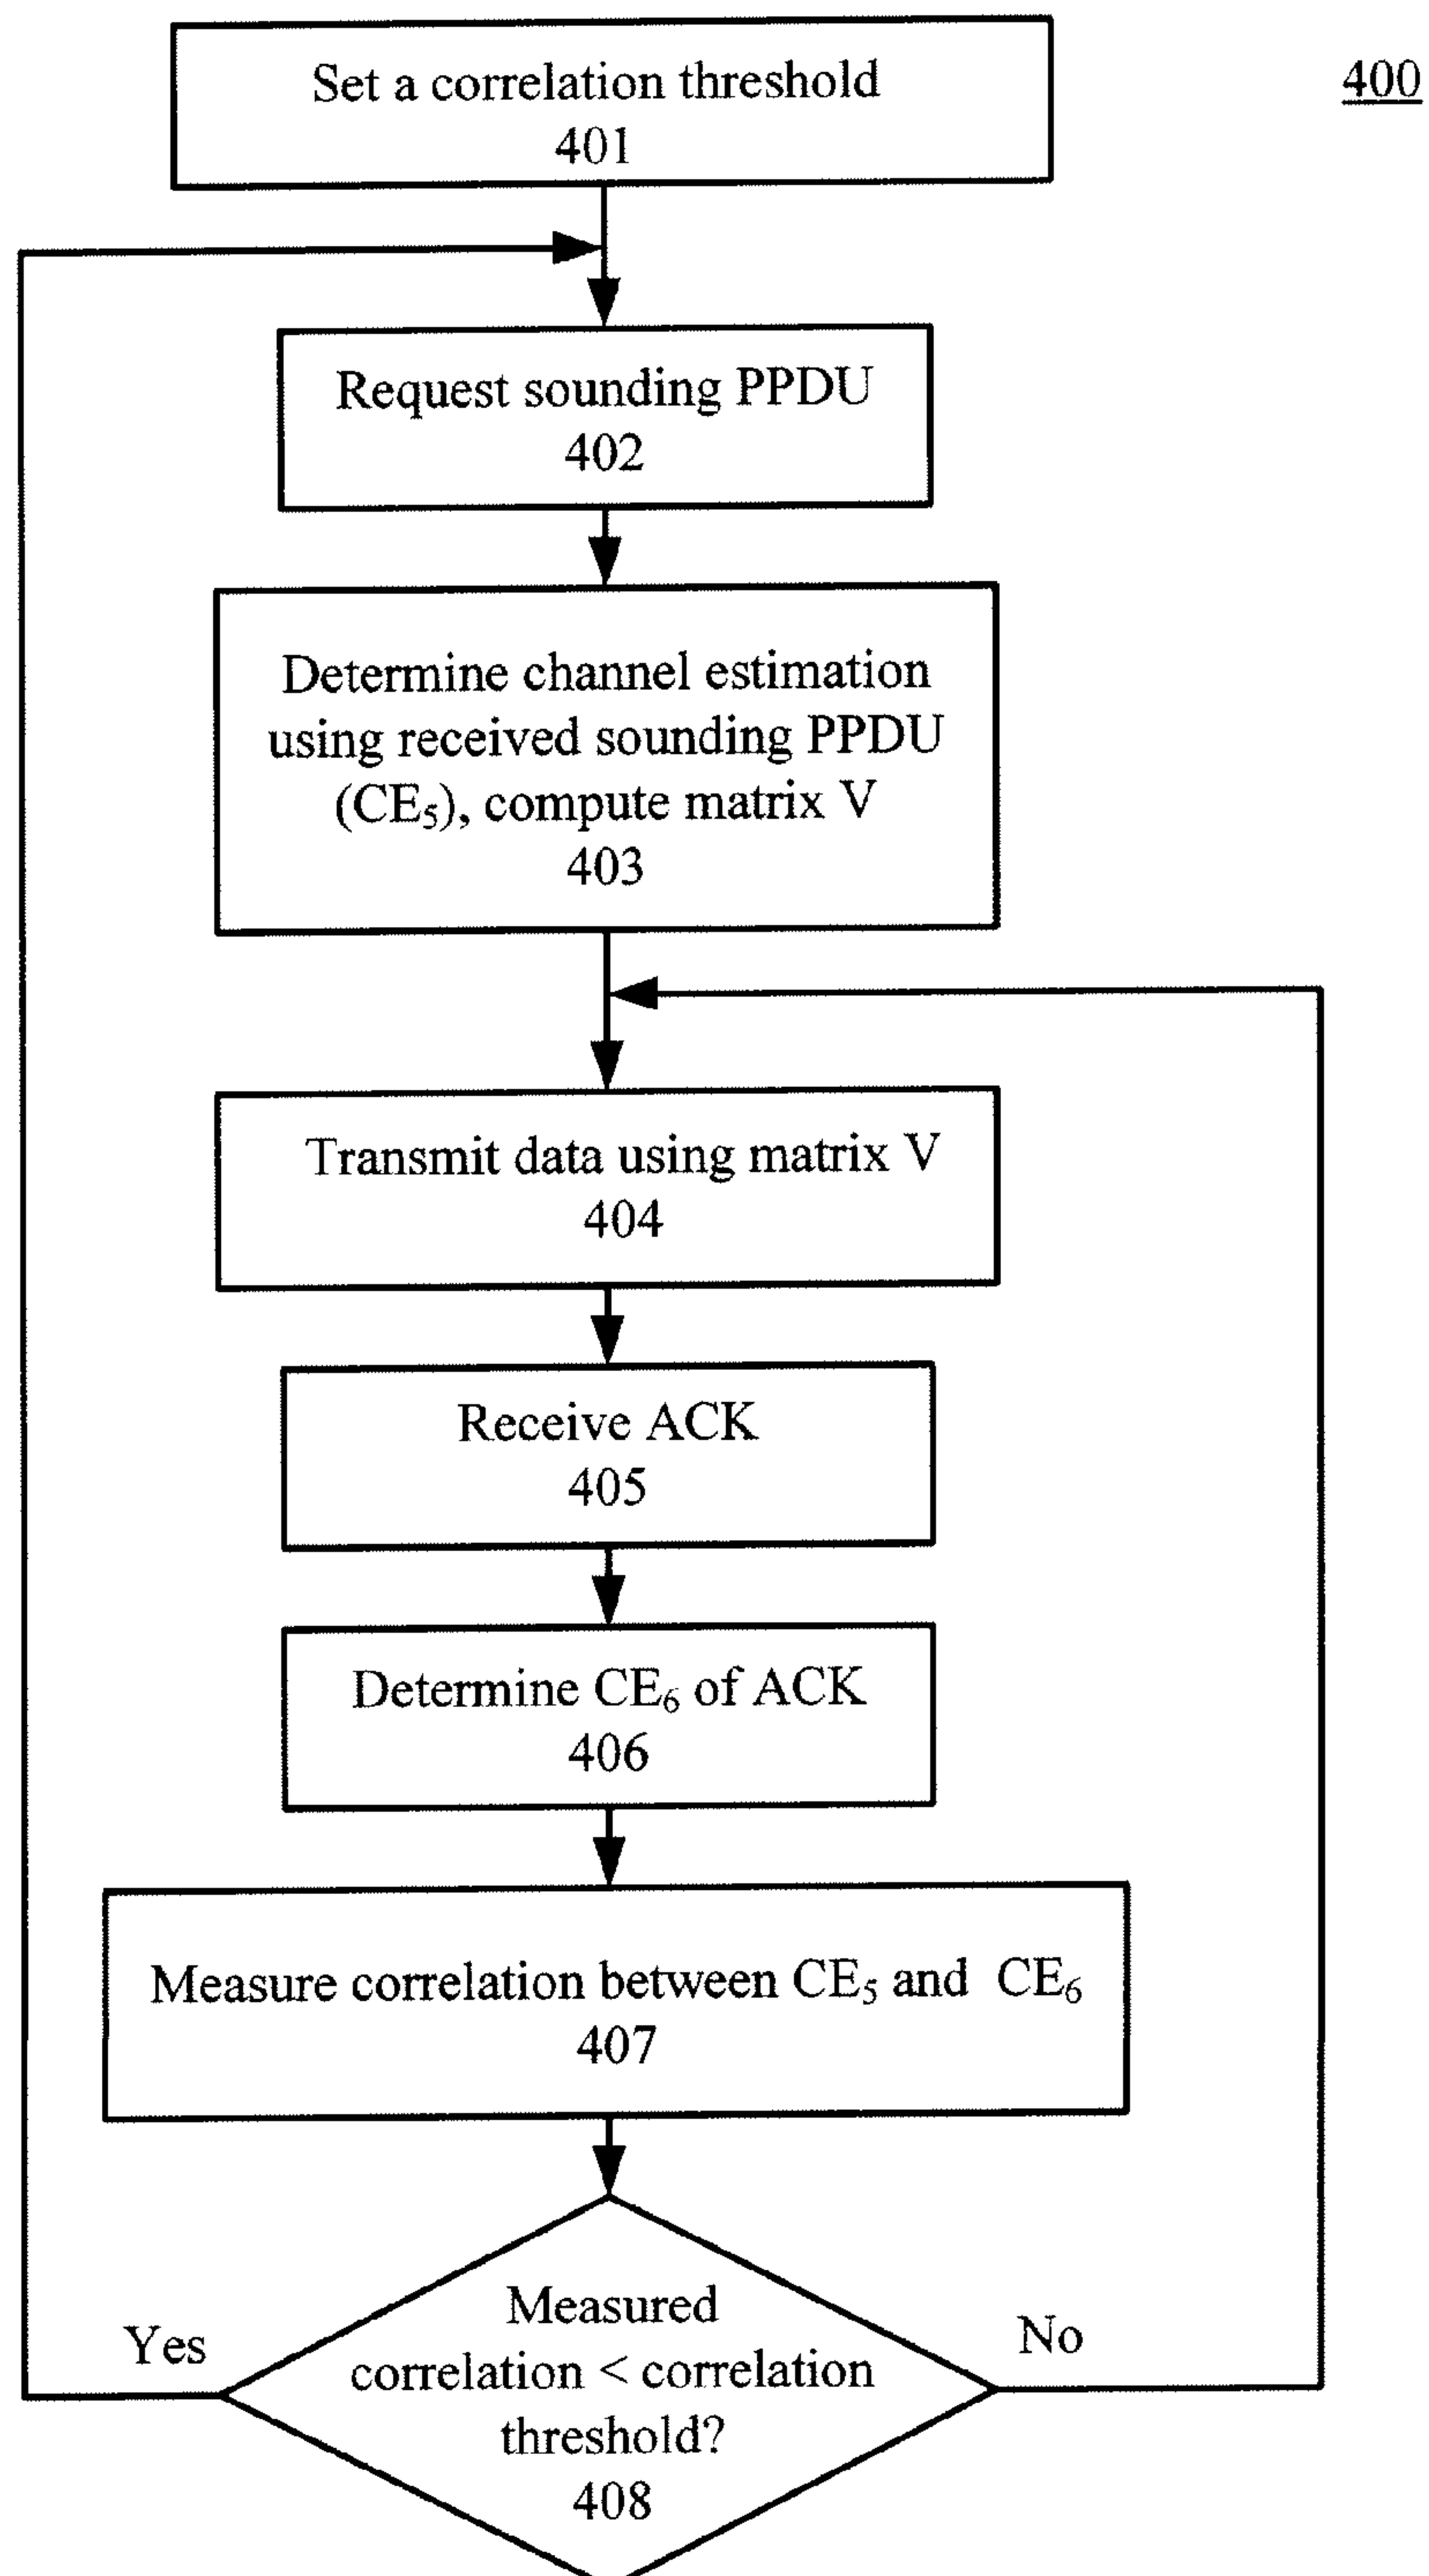 Set a correlation threshold
401
400
Request sounding PPDU
402
Determine channel estimation
using received sounding PPDU
(CE₅), compute matrix V
403
Transmit data using matrix V
404
Receive ACK
405
Determine CE₆ of ACK
406
Measure correlation between CE₅ and CE₆
407
Measured
correlation < correlation
threshold?
408
Yes
No